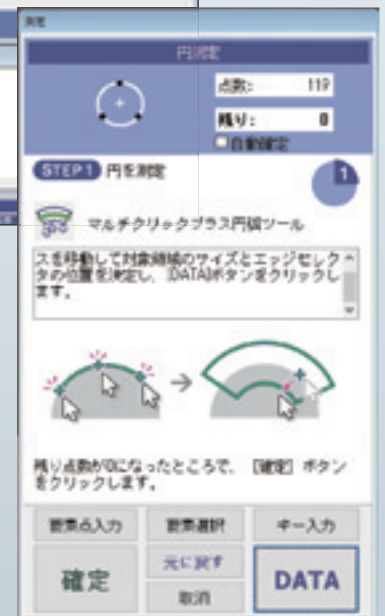 測定
円測定
点数: 119
残り: 0
自動確定
STEP1 円を測定
1
マルチクリックプラス円弧ツール
スを移動して対象領域のサイズとエッジセレク
タの位置を決定し、[DATA]ボタンをクリックし
ます。
残り点数が0になったところで、［確定］ボタン
をクリックします。
要素点入力 要素選択 キー入力
確定 元に戻す DATA
取消